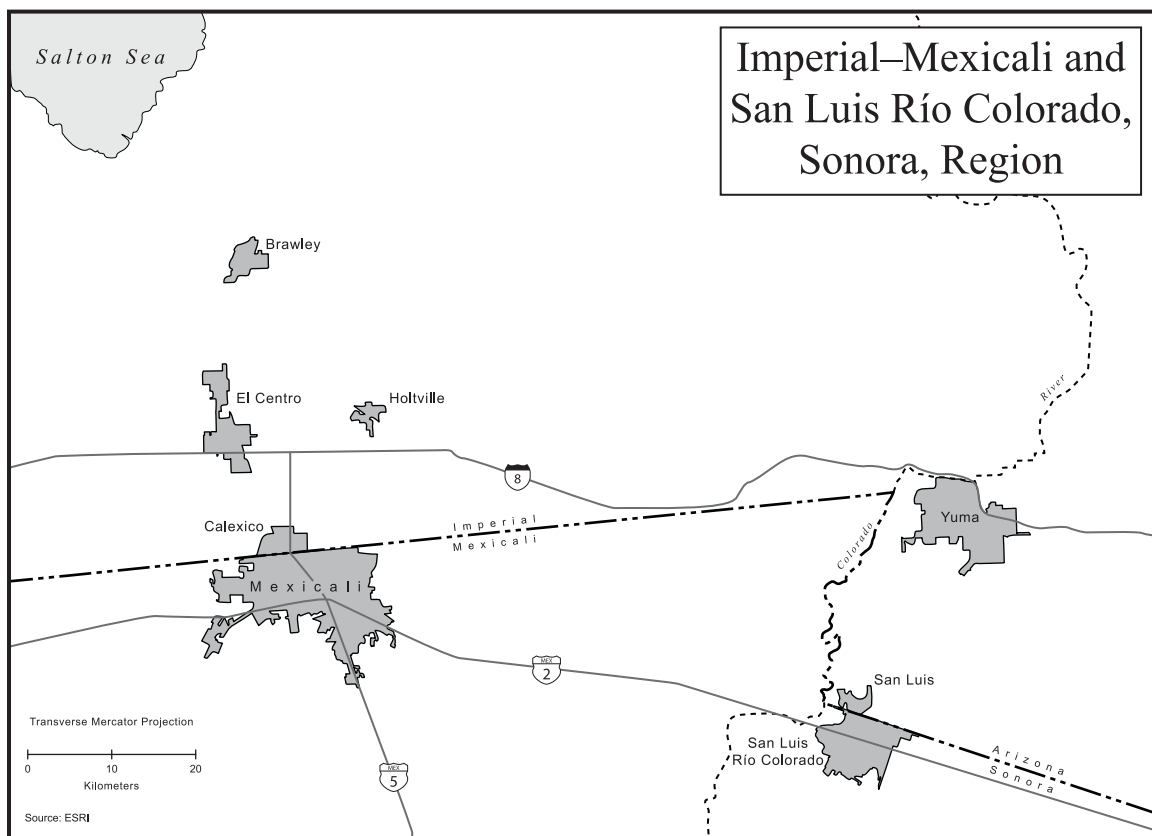 Salton Sea
Imperial–Mexicali and
San Luis Río Colorado,
Sonora, Region
Brawley
El Centro
Holtville
River
8
Calexico
Imperial
Mexicali
Yuma
Colorado
Mexicali
MEX
2
San Luis
Transverse Mercator Projection
San Luis
Río Colorado
Arizona
Sonora
0 10 20
Kilometers
MEX
5
Source: ESRI